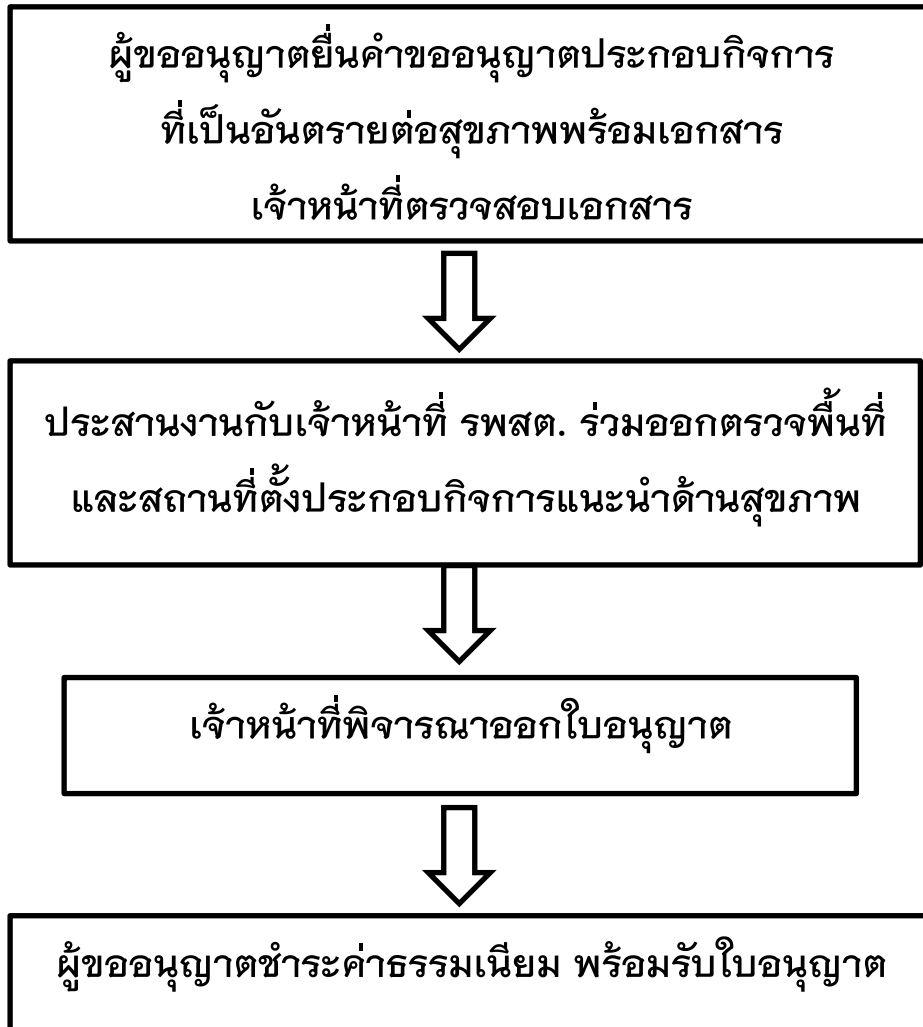 ผู้ขออนุญาตยื่นคำขออนุญาตประกอบกิจการ
ที่เป็นอันตรายต่อสุขภาพพร้อมเอกสาร
เจ้าหน้าที่ตรวจสอบเอกสาร
ประสานงานกับเจ้าหน้าที่ รพสต. ร่วมออกตรวจพื้นที่
และสถานที่ตั้งประกอบกิจการแนะนำด้านสุขภาพ
เจ้าหน้าที่พิจารณาออกใบอนุญาต
ผู้ขออนุญาตชำระค่าธรรมเนียม พร้อมรับใบอนุญาต